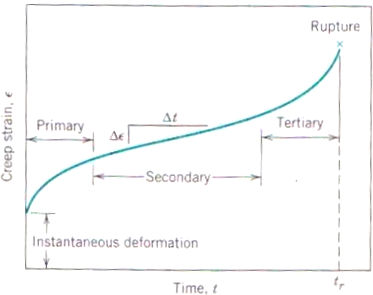 Rupture
×
Creep strain, ϵ
Primary
Δϵ
Δt
Tertiary
Secondary
Instantaneous deformation
Time, t
tr